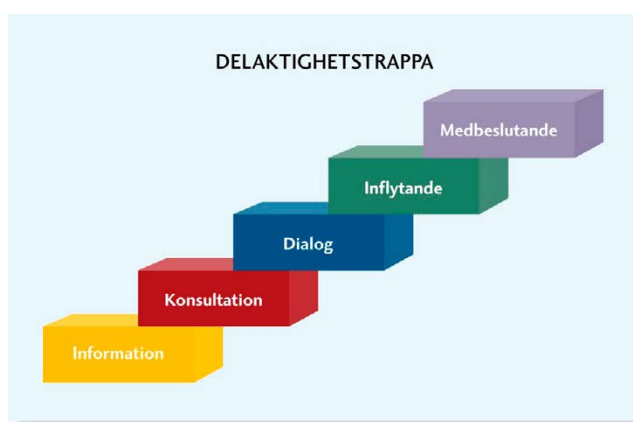 DELAKTIGHETSTRAPPA
Medbeslutande
Inflytande
Dialog
Konsultation
Information